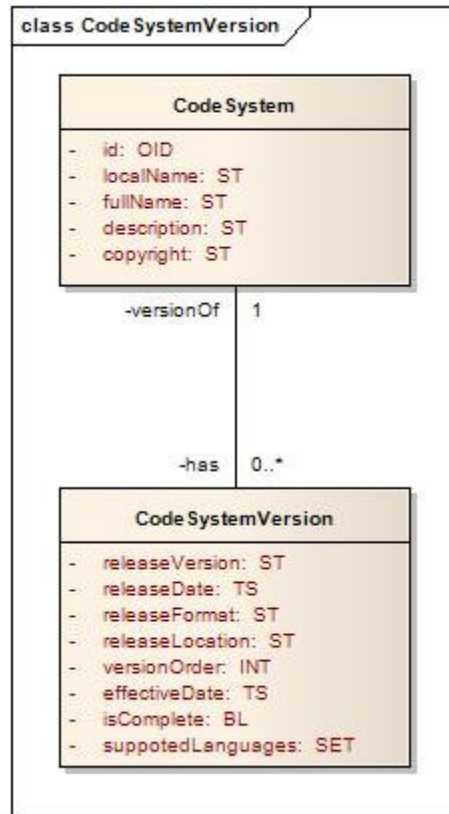 class CodeSystemVersion
CodeSystem
- id: OID
- localName: ST
- fullName: ST
- description: ST
- copyright: ST
-versionOf 1
-has 0..*
CodeSystemVersion
- releaseVersion: ST
- releaseDate: TS
- releaseFormat: ST
- releaseLocation: ST
- versionOrder: INT
- effectiveDate: TS
- isComplete: BL
- suppotedLanguages: SET